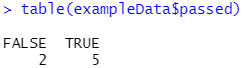 > table(exampleData$passed)
FALSE  TRUE
    2     5